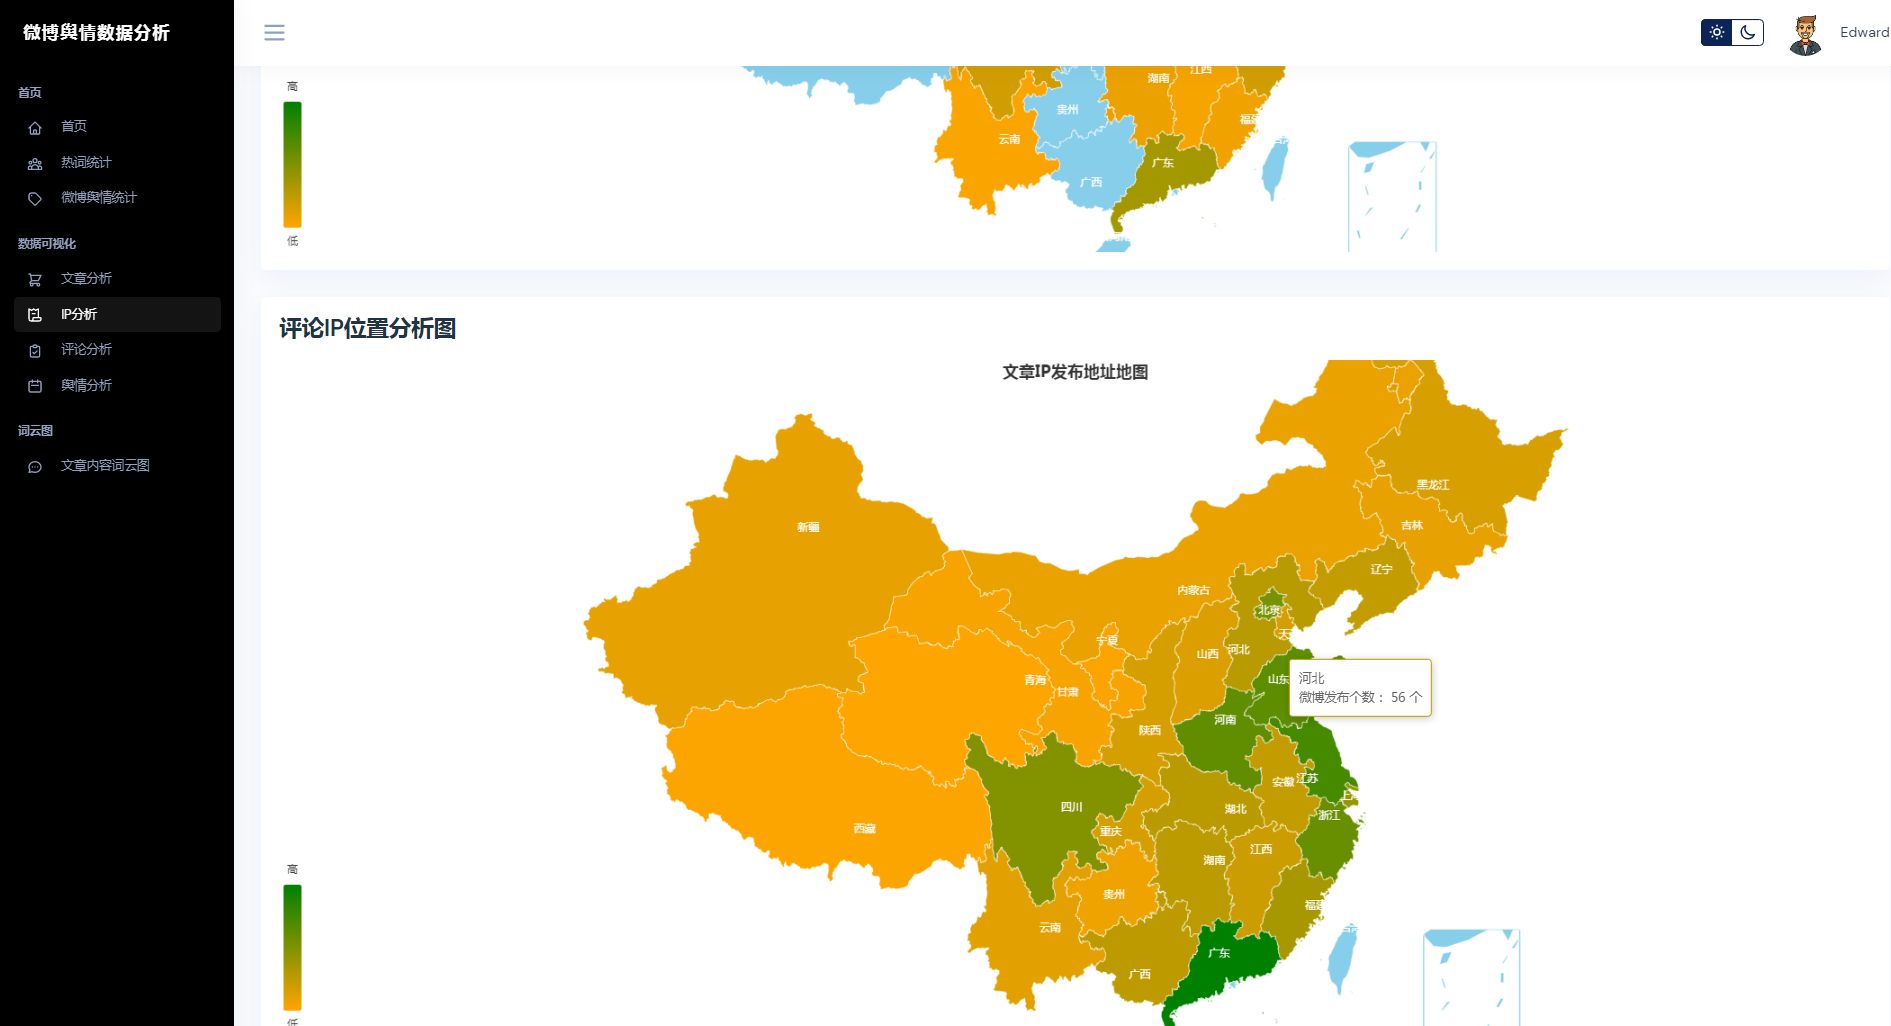 微博舆情数据分析
Edward
首页
首页
热词统计
微博舆情统计
数据可视化
文章分析
IP分析
评论分析
舆情分析
词云图
文章内容词云图
高
低
江西
湖南
贵州
云南
广东
广西
评论IP位置分析图
文章IP发布地址地图
黑龙江
新疆
吉林
辽宁
内蒙古
北京
宁夏
河北
山西
青海
甘肃
山东
河北
微博发布个数： 56 个
河南
陕西
安徽
江苏
四川
湖北
浙江
西藏
重庆
江西
湖南
贵州
云南
广东
广西
高
低